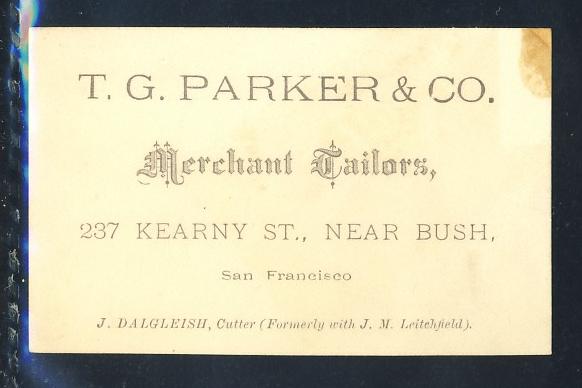 T. G. PARKER & CO.
Merchant Tailors,
237 KEARNY ST., NEAR BUSH,
San Francisco
J. DALGLEISH, Cutter (Formerly with J. M. Leitchfield).